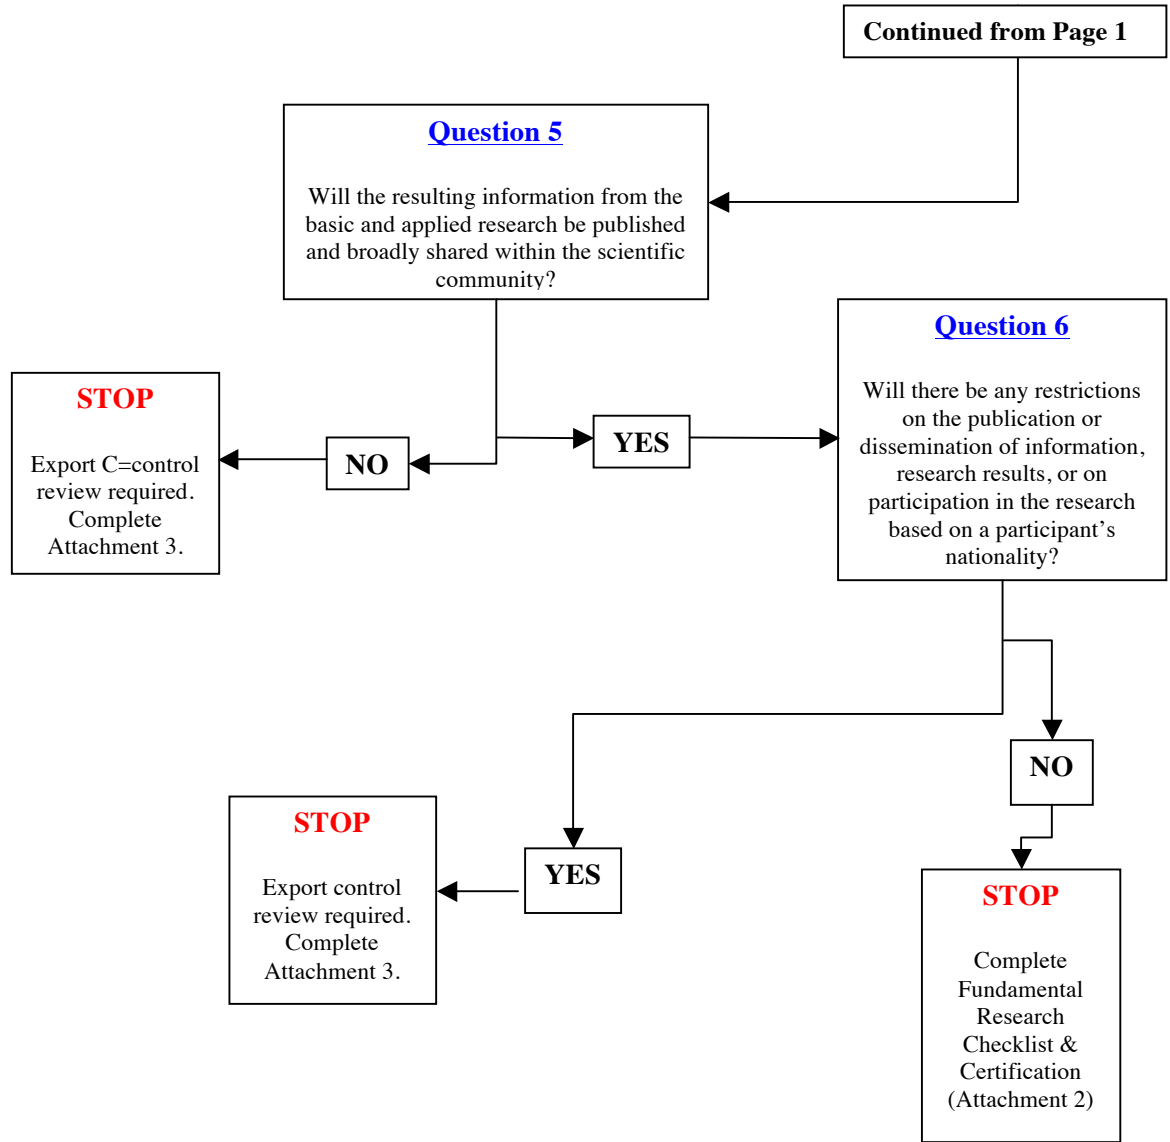 Continued from Page 1
Question 5
Will the resulting information from the
basic and applied research be published
and broadly shared within the scientific
community?
Question 6
Will there be any restrictions
on the publication or
dissemination of information,
research results, or on
participation in the research
based on a participant's
nationality?
STOP
Export C=control
review required.
Complete
Attachment 3.
NO
YES
NO
STOP
Export control
review required.
Complete
Attachment 3.
YES
STOP
Complete
Fundamental
Research
Checklist &
Certification
(Attachment 2)